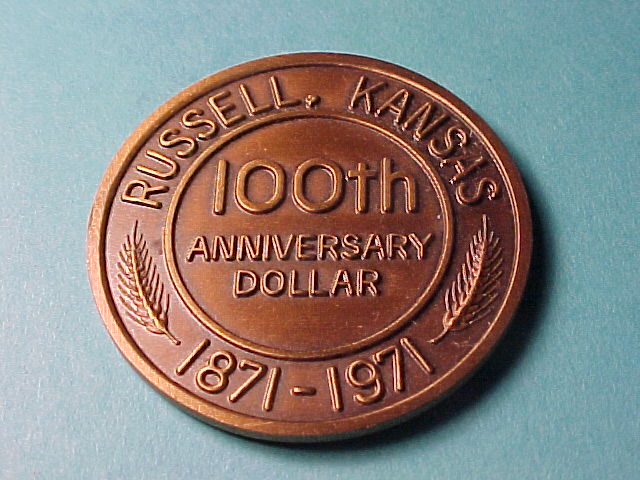 RUSSELL, KANSAS
100th
ANNIVERSARY
DOLLAR
1871-1971